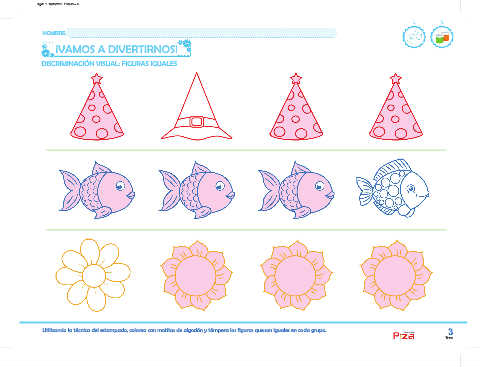 NOMBRE:
¡VAMOS A DIVERTIRNOS!
DISCRIMINACIÓN VISUAL: FIGURAS IGUALES
Utilizando la técnica del estampado, colorea con motitas de algodón y témpera las figuras que son iguales en cada grupo.
3